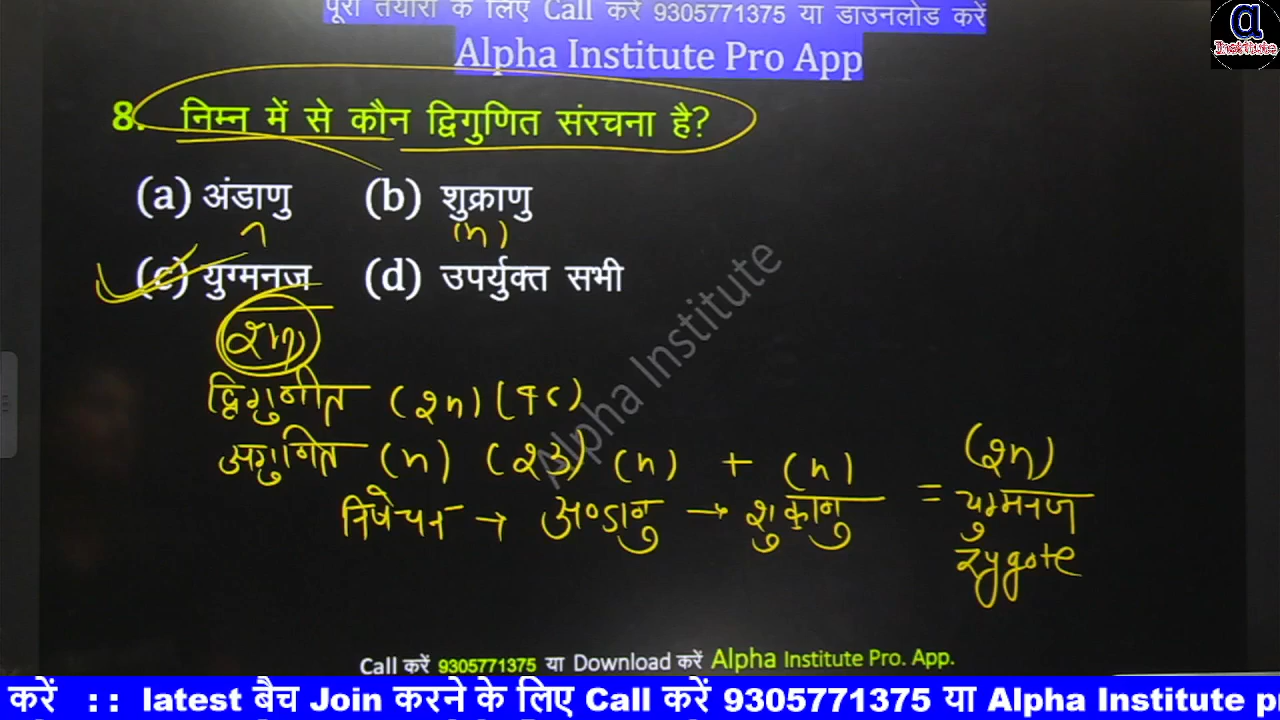 पूरी तैयारी के लिए Call करें 9305771375 या डाउनलोड करें
Alpha Institute Pro App
α
Institute
8. निम्न में से कौन द्विगुणित संरचना है?
(a) अंडाणु (b) शुक्राणु
n (n)
(c) युग्मनज (d) उपर्युक्त सभी
2n
द्विगुणीत (2n) (46)
अगुणित (n) (23) (n) + (n) = (2n)
निषेचन → अण्डानु → शुक्रानु युग्मनज
Zygote
Alpha Institute
Call करें 9305771375 या Download करें Alpha Institute Pro. App.
करें : : latest बैच Join करने के लिए Call करें 9305771375 या Alpha Institute p